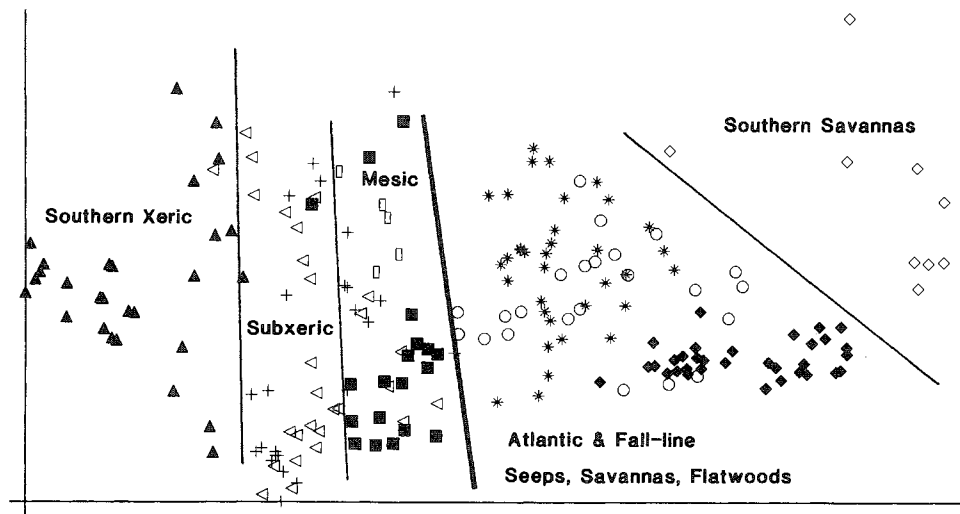 Southern Savannas
Mesic
Southern Xeric
Subxeric
Atlantic & Fall-line
Seeps, Savannas, Flatwoods